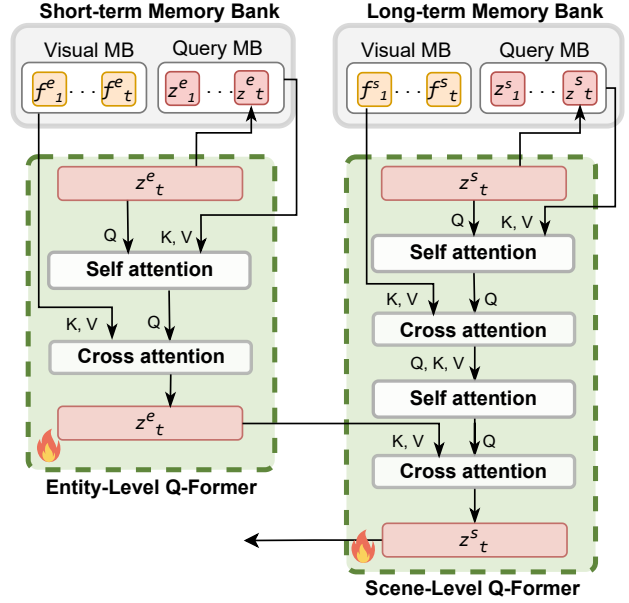 Short-term Memory Bank
Visual MB
Query MB
f^e_1 ... f^e_t
z^e_1 ... z^e_t
z^e_t
Q
K, V
Self attention
K, V
Q
Cross attention
z^e_t
Entity-Level Q-Former
Long-term Memory Bank
Visual MB
Query MB
f^s_1 ... f^s_t
z^s_1 ... z^s_t
z^s_t
Q
K, V
Self attention
K, V
Q
Cross attention
Q, K, V
Self attention
K, V
Q
Cross attention
z^s_t
Scene-Level Q-Former